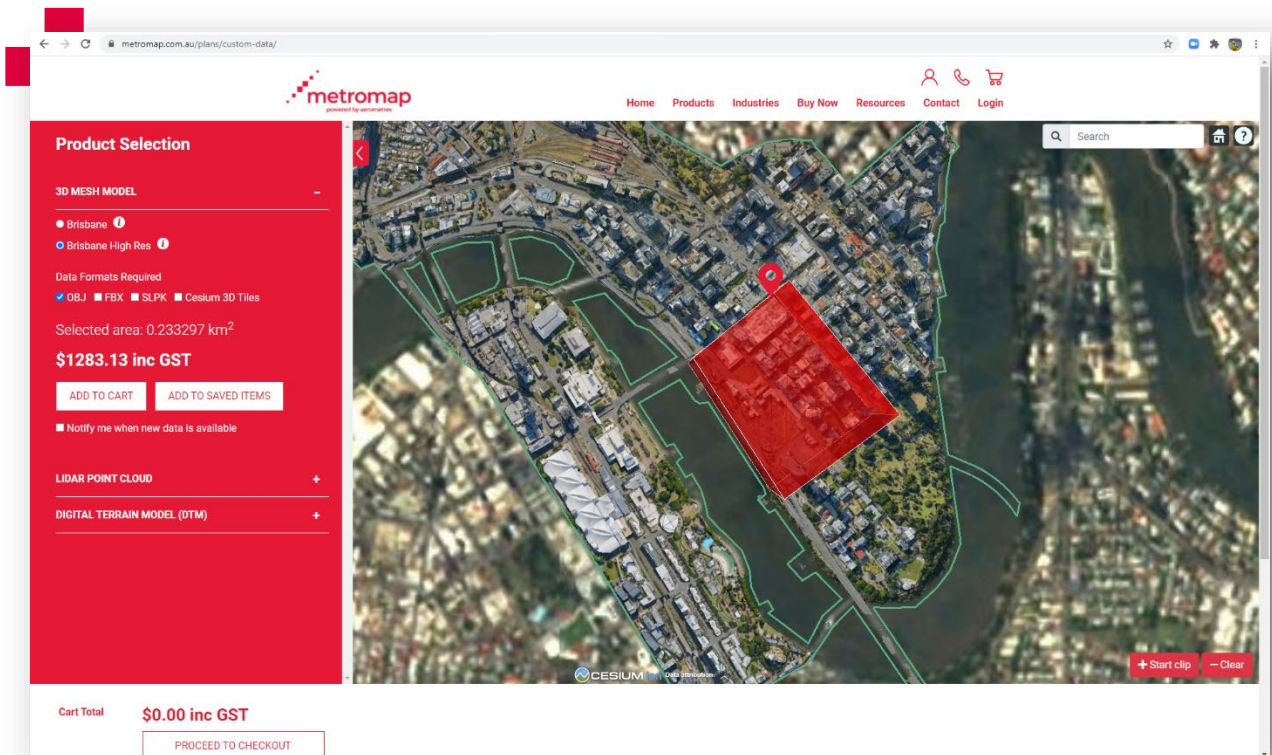 metromap.com.au/plans/custom-data/
metromap
powered by aerometrex
Home Products Industries Buy Now Resources Contact Login
Product Selection
3D MESH MODEL −
Brisbane i
Brisbane High Res i
Data Formats Required
OBJ FBX SLPK Cesium 3D Tiles
Selected area: 0.233297 km2
$1283.13 inc GST
ADD TO CART ADD TO SAVED ITEMS
Notify me when new data is available
LIDAR POINT CLOUD +
DIGITAL TERRAIN MODEL (DTM) +
Search
?
CESIUM ion Data attribution
+ Start clip − Clear
Cart Total $0.00 inc GST
PROCEED TO CHECKOUT